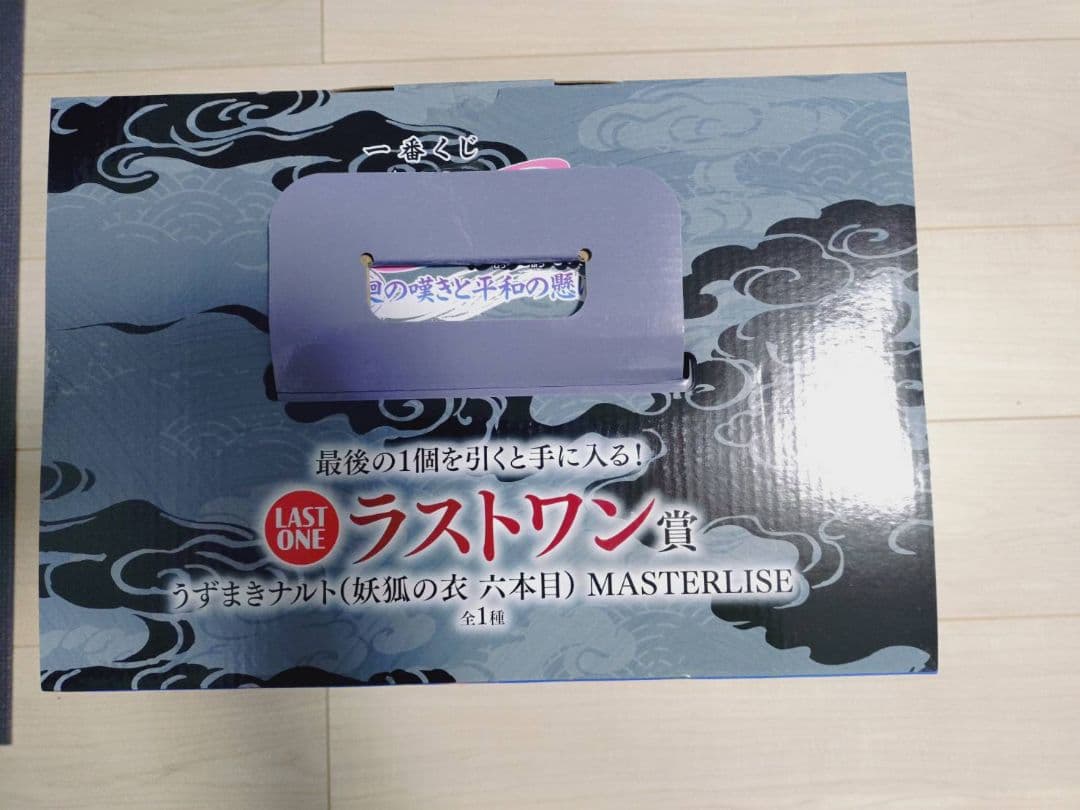 一番くじ
の嘆きと平和の懸
最後の1個を引くと手に入る!
LAST
ONE
ラストワン賞
うずまきナルト(妖狐の衣 六本目) MASTERLISE
全1種